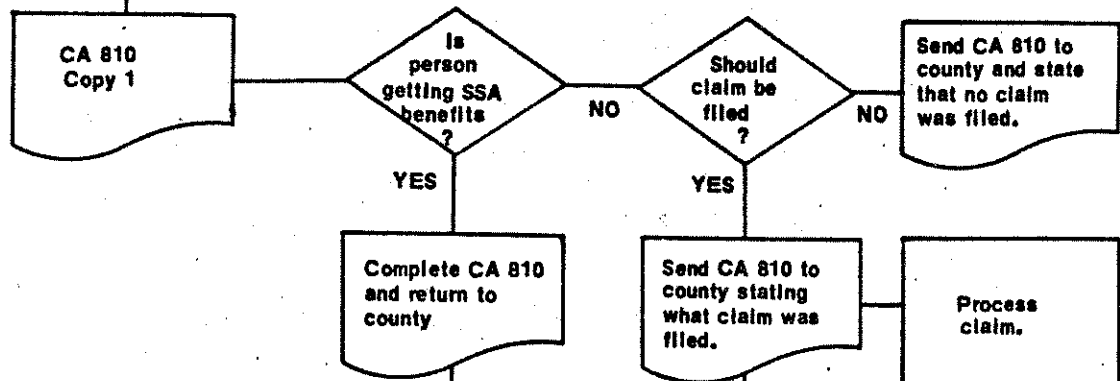 CA 810
Copy 1
Is
person
getting SSA
benefits
?
NO
Should
claim be
filed
?
NO
Send CA 810 to
county and state
that no claim
was filed.
YES
YES
Complete CA 810
and return to
county
Send CA 810 to
county stating
what claim was
filed.
Process
claim.